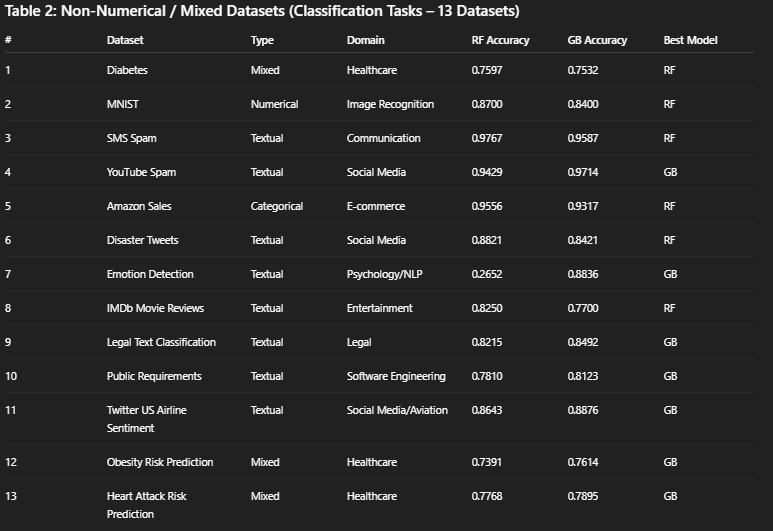 Table 2: Non-Numerical / Mixed Datasets (Classification Tasks – 13 Datasets)
# Dataset Type Domain RF Accuracy GB Accuracy Best Model
1 Diabetes Mixed Healthcare 0.7597 0.7532 RF
2 MNIST Numerical Image Recognition 0.8700 0.8400 RF
3 SMS Spam Textual Communication 0.9767 0.9587 RF
4 YouTube Spam Textual Social Media 0.9429 0.9714 GB
5 Amazon Sales Categorical E-commerce 0.9556 0.9317 RF
6 Disaster Tweets Textual Social Media 0.8821 0.8421 RF
7 Emotion Detection Textual Psychology/NLP 0.2652 0.8836 GB
8 IMDb Movie Reviews Textual Entertainment 0.8250 0.7700 RF
9 Legal Text Classification Textual Legal 0.8215 0.8492 GB
10 Public Requirements Textual Software Engineering 0.7810 0.8123 GB
11 Twitter US Airline Textual Social Media/Aviation 0.8643 0.8876 GB
Sentiment
12 Obesity Risk Prediction Mixed Healthcare 0.7391 0.7614 GB
13 Heart Attack Risk Mixed Healthcare 0.7768 0.7895 GB
Prediction